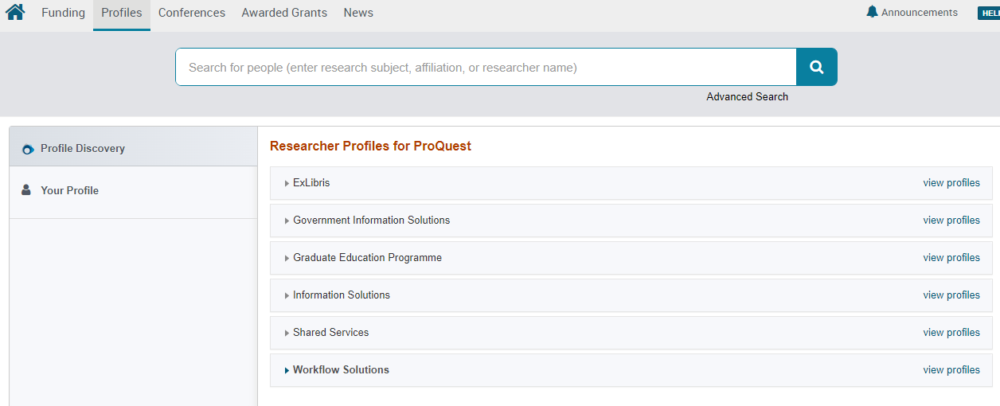 Funding Profiles Conferences Awarded Grants News Announcements
Search for people (enter research subject, affiliation, or researcher name)
Advanced Search
Profile Discovery
Your Profile
Researcher Profiles for ProQuest
ExLibris view profiles
Government Information Solutions view profiles
Graduate Education Programme view profiles
Information Solutions view profiles
Shared Services view profiles
Workflow Solutions view profiles